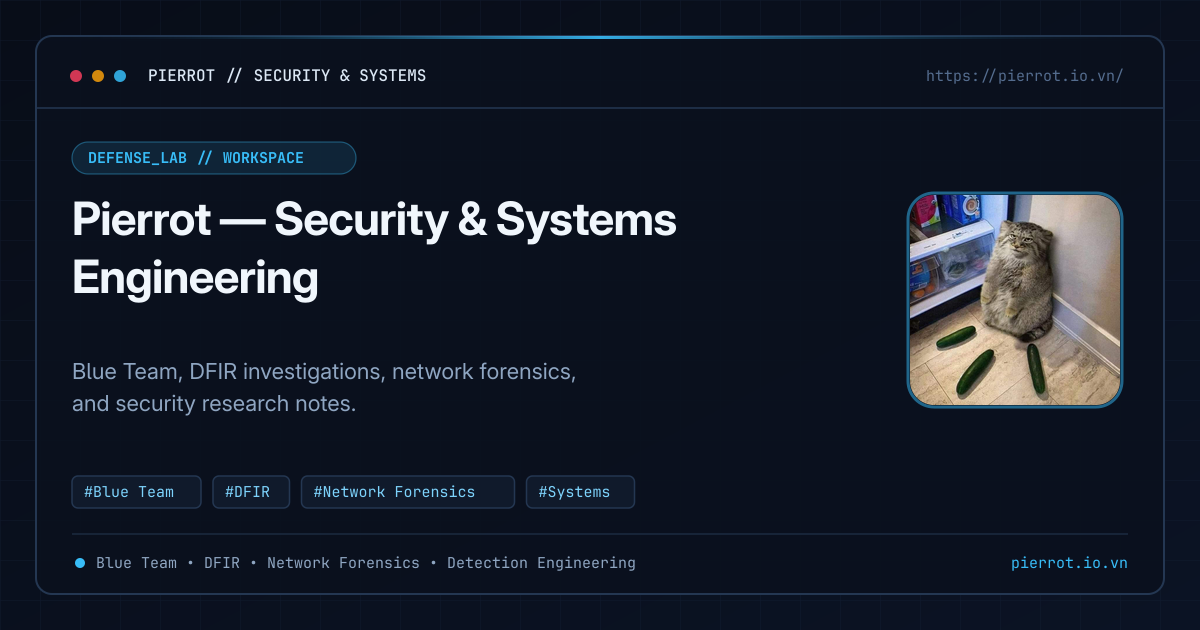 PIERROT // SECURITY & SYSTEMS
https://pierrot.io.vn/
DEFENSE_LAB // WORKSPACE
Pierrot — Security & Systems
Engineering
Blue Team, DFIR investigations, network forensics,
and security research notes.
#Blue Team
#DFIR
#Network Forensics
#Systems
Blue Team • DFIR • Network Forensics • Detection Engineering
pierrot.io.vn